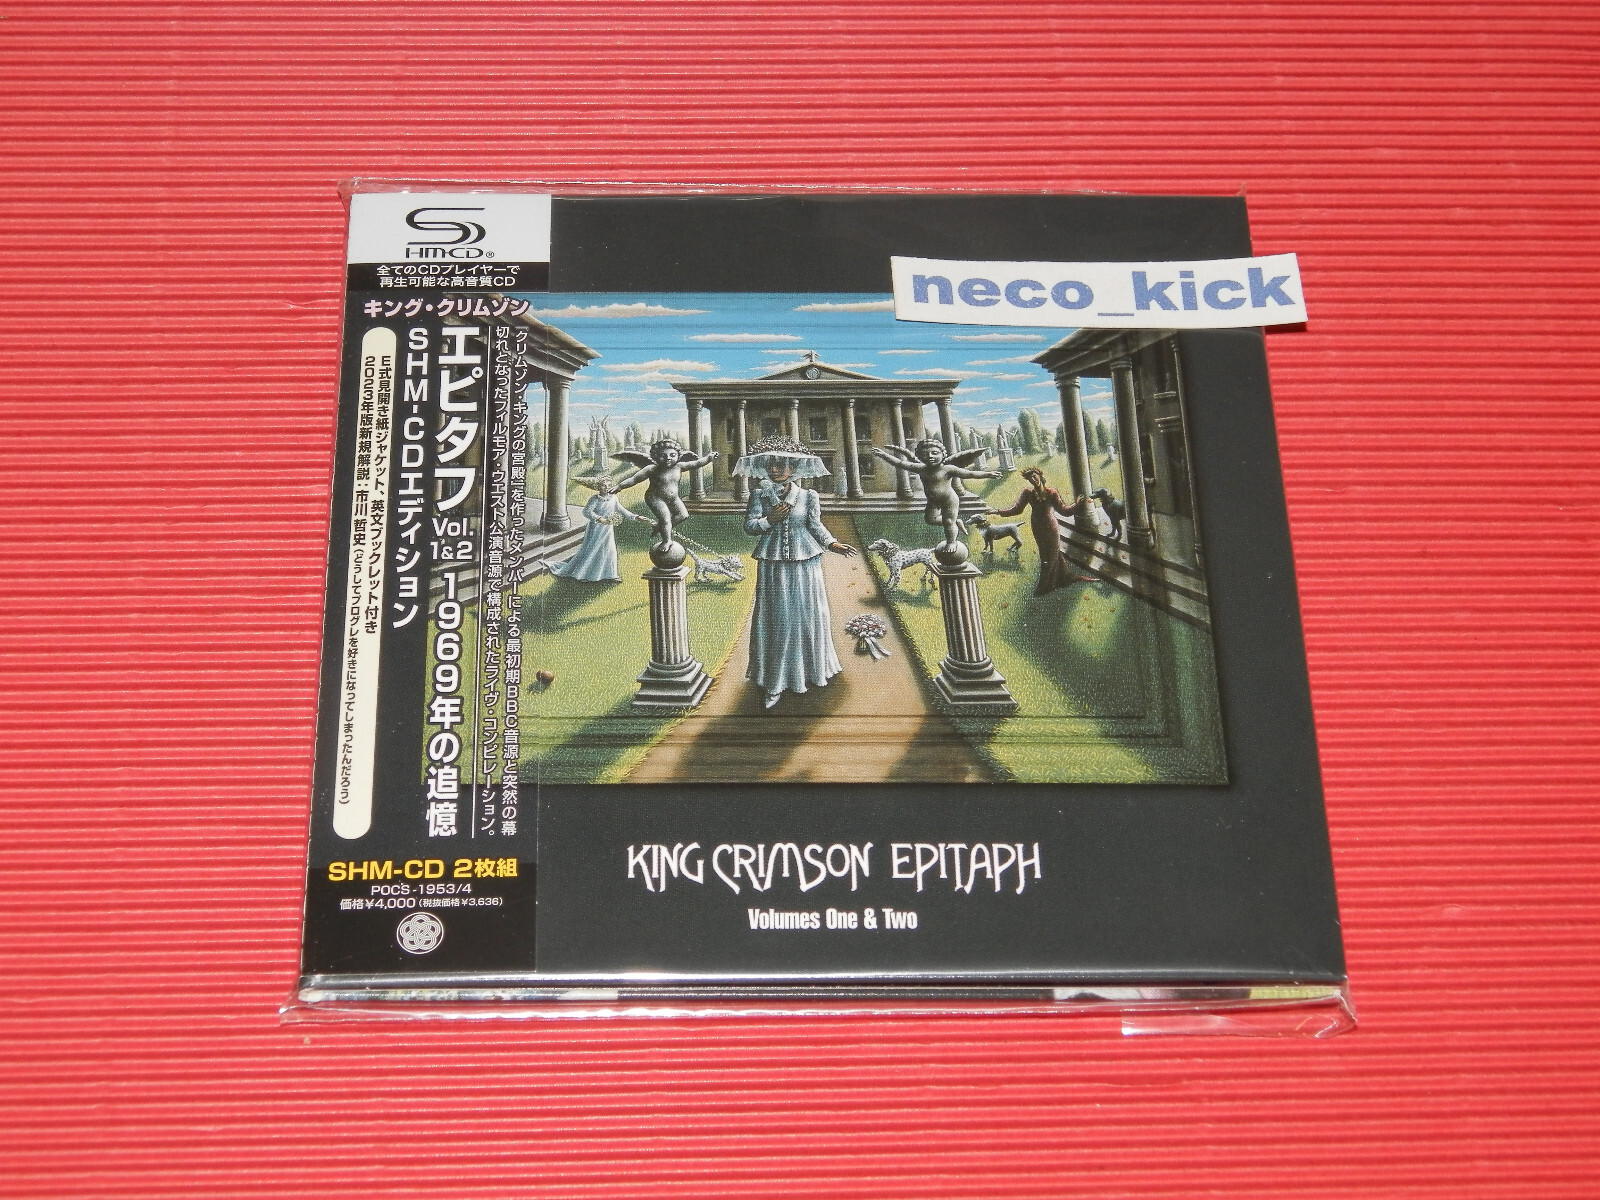 SHM-CD®
全てのCDプレイヤーで
再生可能な高音質CD
キング・クリムゾン
『クリムゾン・キングの宮殿』を作ったメンバーによる最初期BBC音源と突然の幕
切れとなったフィルモア・ウエスト公演音源で構成されたライヴ・コンピレーション。
エピタフ Vol. 1&2 1969年の追憶
SHM-CDエディション
E式見開き紙ジャケット、英文ブックレット付き
2023年版新規解説：市川哲史（どうしてプログレを好きになってしまったんだろう）
SHM-CD 2枚組
POCS-1953/4
価格¥4,000（税抜価格¥3,636）
neco_kick
KING CRIMSON EPITAPH
Volumes One & Two